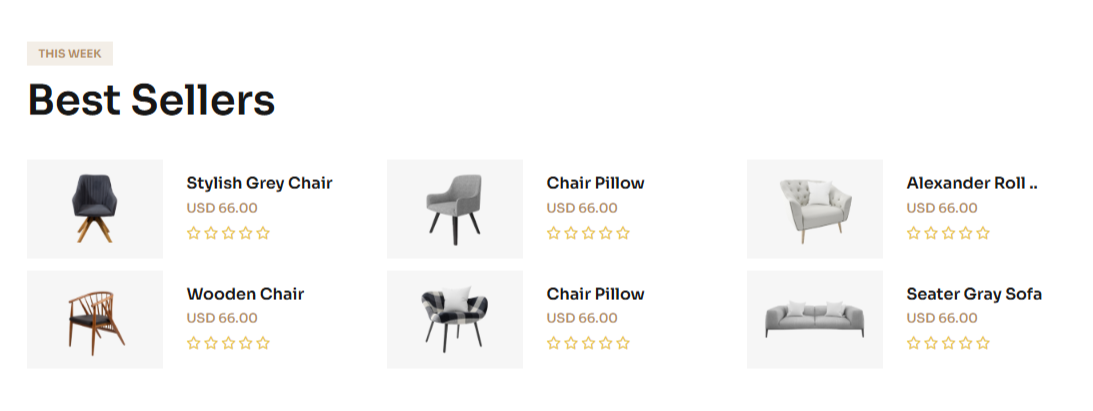 THIS WEEK
Best Sellers
Stylish Grey Chair
USD 66.00
Chair Pillow
USD 66.00
Alexander Roll ..
USD 66.00
Wooden Chair
USD 66.00
Chair Pillow
USD 66.00
Seater Gray Sofa
USD 66.00